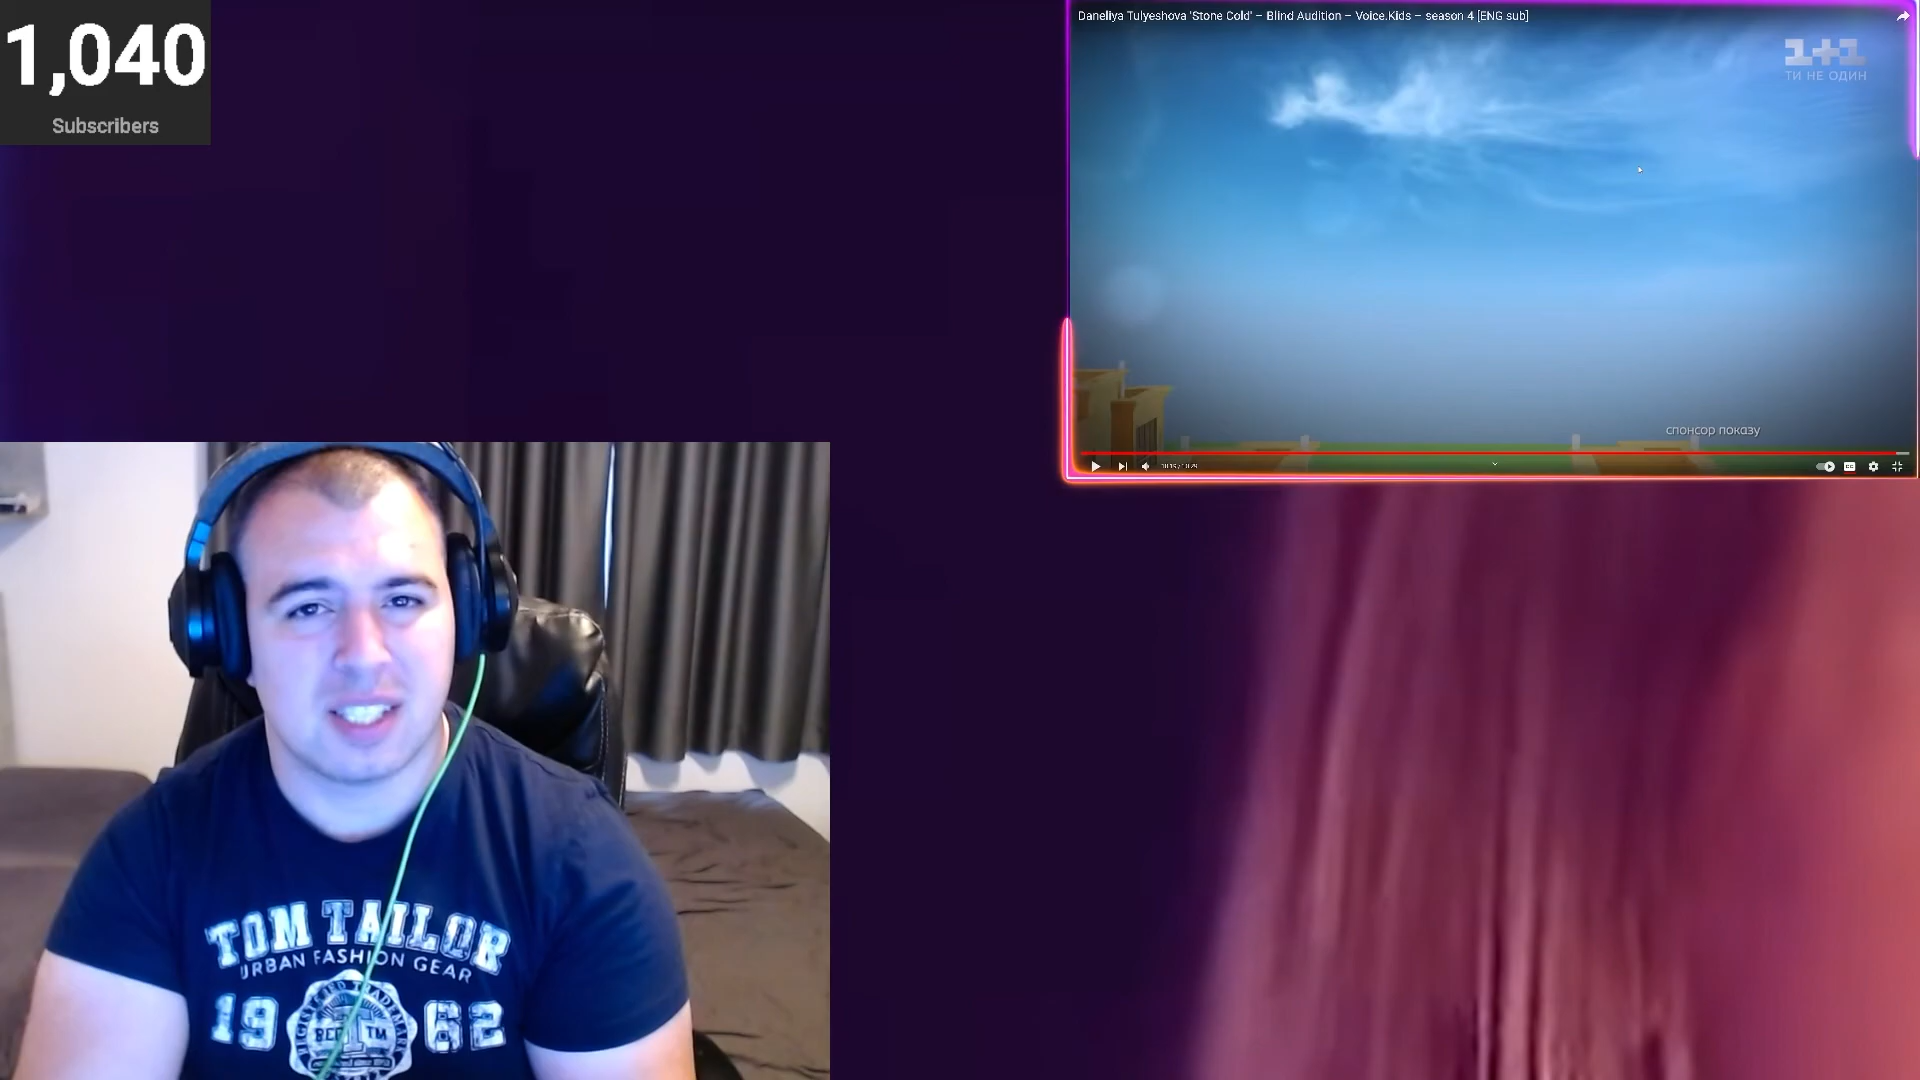 1,040
Subscribers
Daneliya Tulyeshova 'Stone Cold' – Blind Audition – Voice.Kids – season 4 [ENG sub]
1+1
ТИ НЕ ОДИН
спонсор показу
TOM TAILOR
URBAN FASHION GEAR
19 62